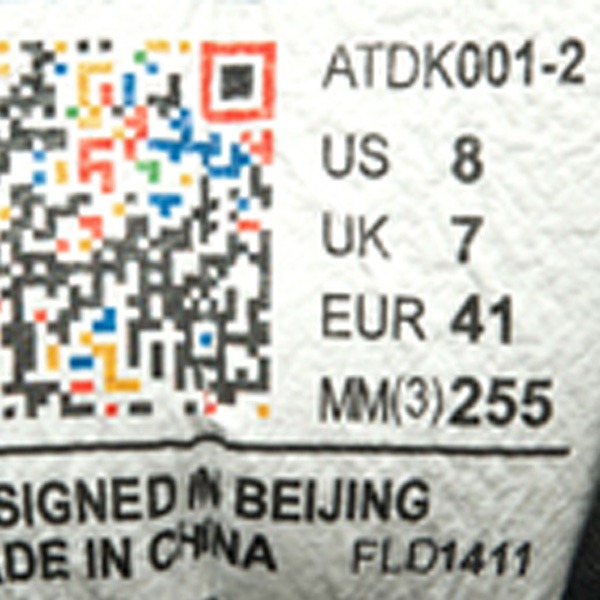 ATDK001-2
US 8
UK 7
EUR 41
MM(3) 255
SIGNED IN BEIJING
ADE IN CHINA FLD1411